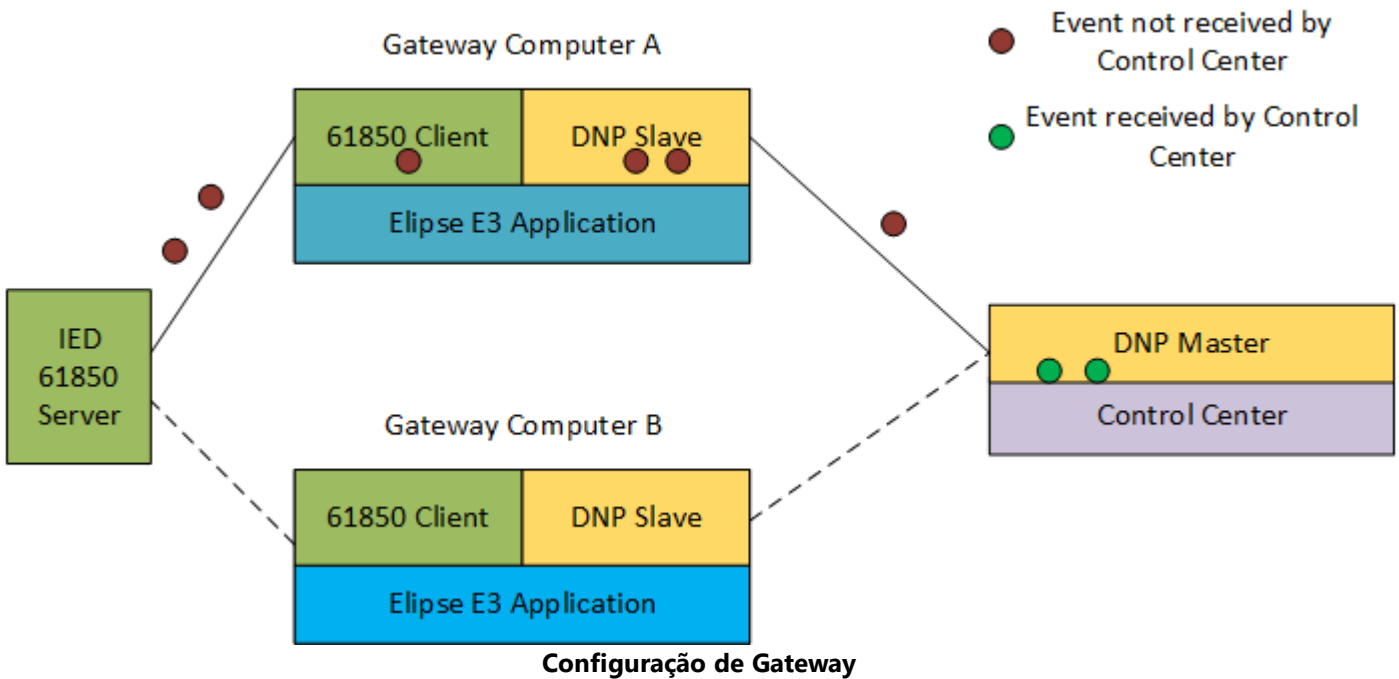 Gateway Computer A
Event not received by
Control Center
Event received by Control
Center
61850 Client
DNP Slave
Elipse E3 Application
IED
61850
Server
DNP Master
Control Center
Gateway Computer B
61850 Client
DNP Slave
Elipse E3 Application
Configuração de Gateway